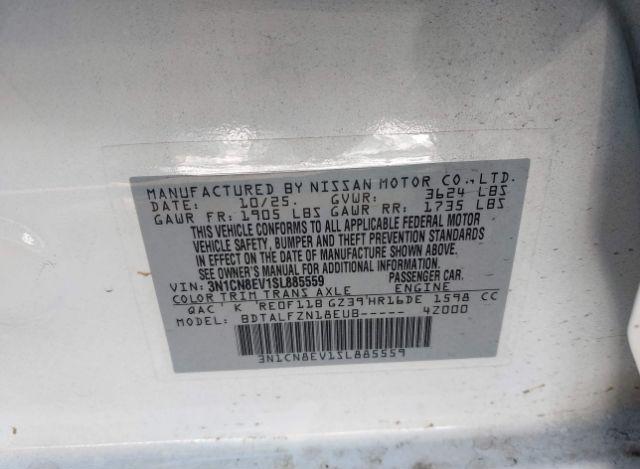 MANUFACTURED BY NISSAN MOTOR CO., LTD.
DATE: 10/25. GVWR: 3624 LBS
GAWR FR: 1905 LBS GAWR RR: 1735 LBS
THIS VEHICLE CONFORMS TO ALL APPLICABLE FEDERAL MOTOR
VEHICLE SAFETY, BUMPER AND THEFT PREVENTION STANDARDS
IN EFFECT ON THE DATE OF MANUFACTURE SHOWN ABOVE.
SEE OWNER'S MANUAL FOR ADDITIONAL INFORMATION.
VIN: 3N1CN8EV1SL885559 PASSENGER CAR.
COLOR TRIM TRANS AXLE ENGINE
QAC' K 'RE0F11B GZ39'HR16DE 1598 CC
MODEL: BDTALFZN18EUB----- 4Z000
3N1CN8EV1SL885559